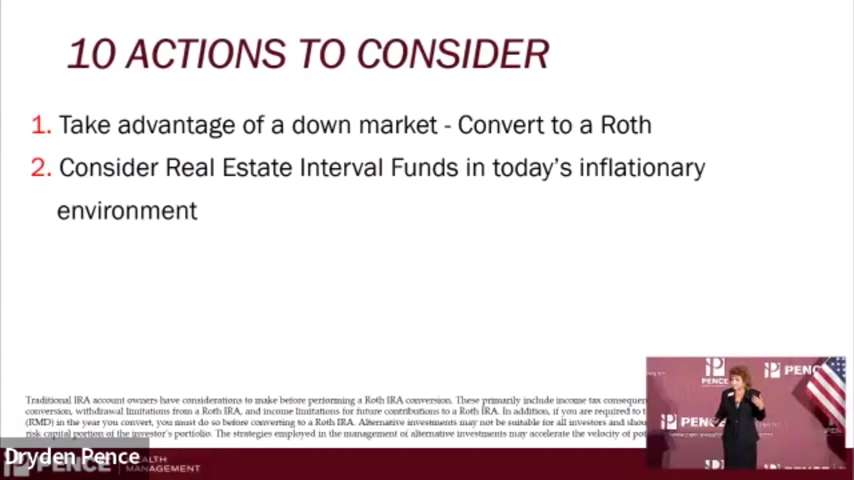 10 ACTIONS TO CONSIDER
1. Take advantage of a down market - Convert to a Roth
2. Consider Real Estate Interval Funds in today's inflationary
environment
Traditional IRA account owners have considerations to make before performing a Roth IRA conversion. These primarily include income tax consequen
conversion, withdrawal limitations from a Roth IRA, and income limitations for future contributions to a Roth IRA. In addition, if you are required to t
(RMD) in the year you convert, you must do so before converting to a Roth IRA. Alternative investments may not be suitable for all investors and shou
risk capital portion of the investor's portfolio. The strategies employed in the management of alternative investments may accelerate the velocity of pot
PENCE
PENC
PENCE
Dryden Pence
PENCE
WEALTH
MANAGEMENT